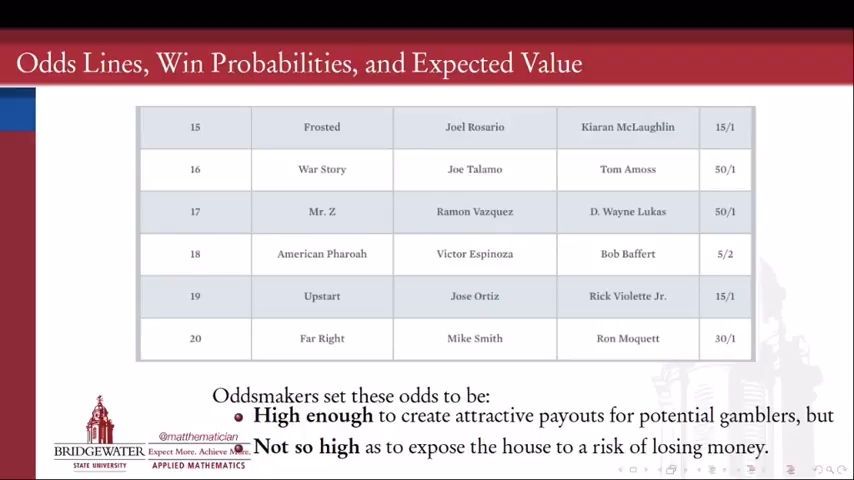 Odds Lines, Win Probabilities, and Expected Value
15 Frosted Joel Rosario Kiaran McLaughlin 15/1
16 War Story Joe Talamo Tom Amoss 50/1
17 Mr. Z Ramon Vazquez D. Wayne Lukas 50/1
18 American Pharoah Victor Espinoza Bob Baffert 5/2
19 Upstart Jose Ortiz Rick Violette Jr. 15/1
20 Far Right Mike Smith Ron Moquett 30/1
Oddsmakers set these odds to be:
High enough to create attractive payouts for potential gamblers, but
Not so high as to expose the house to a risk of losing money.
@matthematician
BRIDGEWATER
STATE UNIVERSITY
Expect More. Achieve More.
APPLIED MATHEMATICS